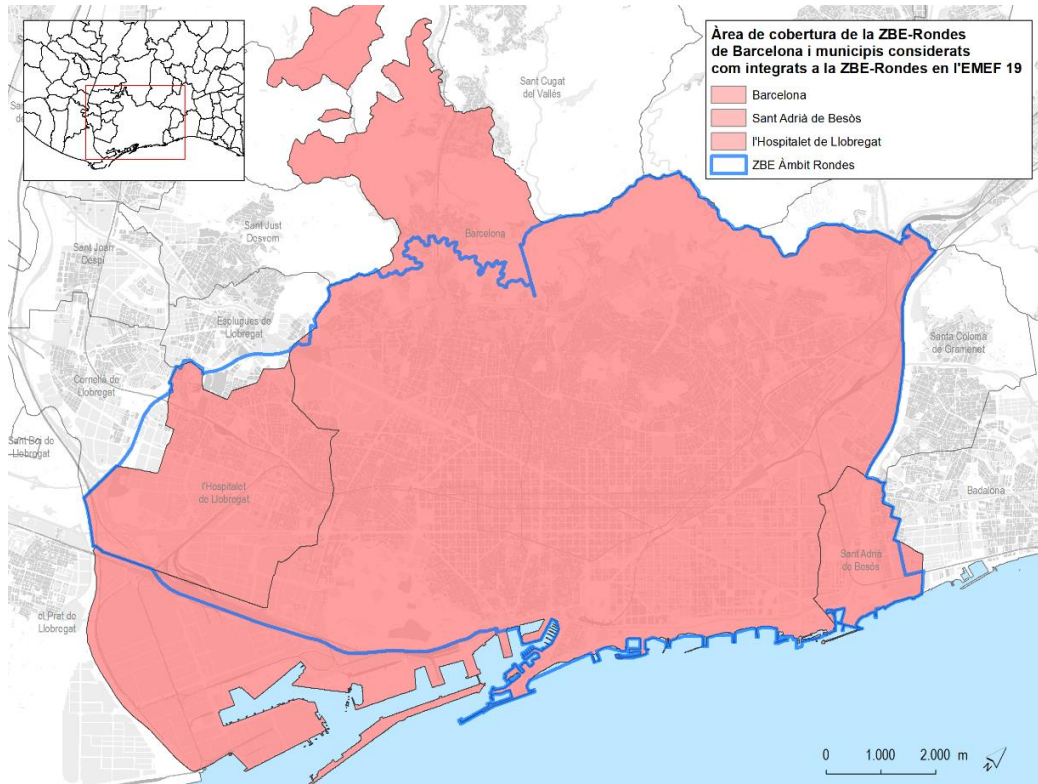 Àrea de cobertura de la ZBE-Rondes
de Barcelona i municipis considerats
com integrats a la ZBE-Rondes en l'EMEF 19
Barcelona
Sant Adrià de Besòs
l'Hospitalet de Llobregat
ZBE Àmbit Rondes
Sant Cugat
del Vallès
Sant Just
Desvern
Sant Joan
Despí
Barcelona
Esplugues de
Llobregat
Santa Coloma
de Gramenet
Cornellà de
Llobregat
Sant Boi de
Llobregat
l'Hospitalet
de Llobregat
Badalona
Sant Adrià
de Besòs
el Prat de
Llobregat
0 1.000 2.000 m
N